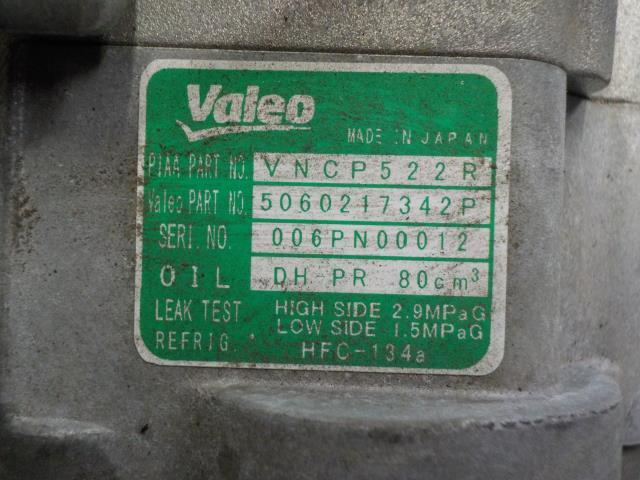 Valeo
MADE IN JAPAN
PIAA PART NO. VNCP522R
Valeo PART NO. 5060217342P
SERI.NO. 006PN00012
OIL DH-PR 80cm³
LEAK TEST HIGH SIDE 2.9MPaG
LOW SIDE 1.5MPaG
REFRIG. HFC-134a